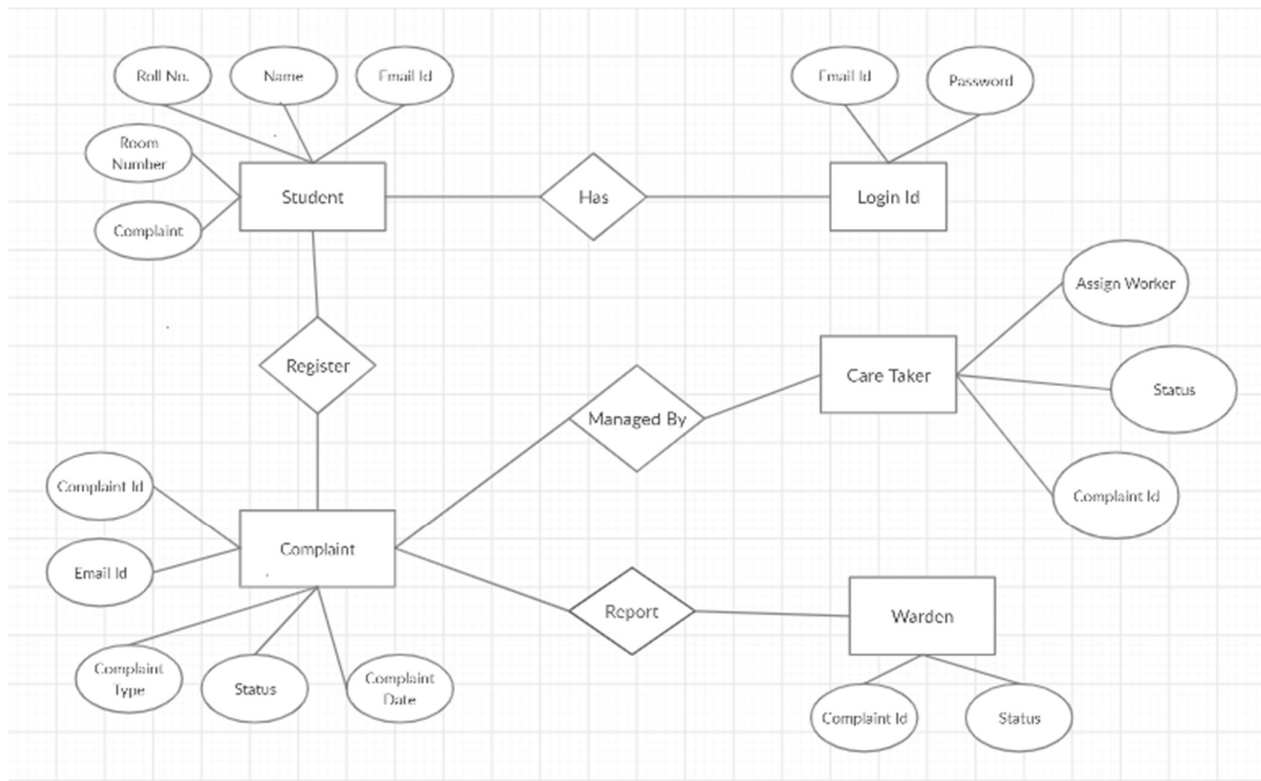 Roll No.
Name
Email Id
Email Id
Password
Room
Number
Student
Has
Login Id
Complaint
Assign Worker
Register
Care Taker
Status
Managed By
Complaint Id
Complaint Id
Complaint
Email Id
Report
Warden
Complaint
Type
Status
Complaint
Date
Complaint Id
Status